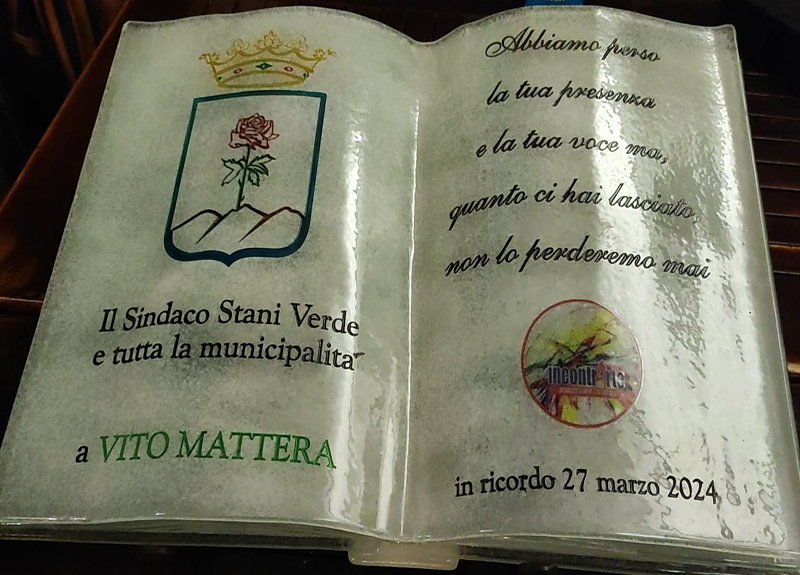 Il Sindaco Stani Verde
e tutta la municipalita'
a VITO MATTERA
Abbiamo perso
la tua presenza
e la tua voce ma,
quanto ci hai lasciato,
non lo perderemo mai
in ricordo 27 marzo 2024